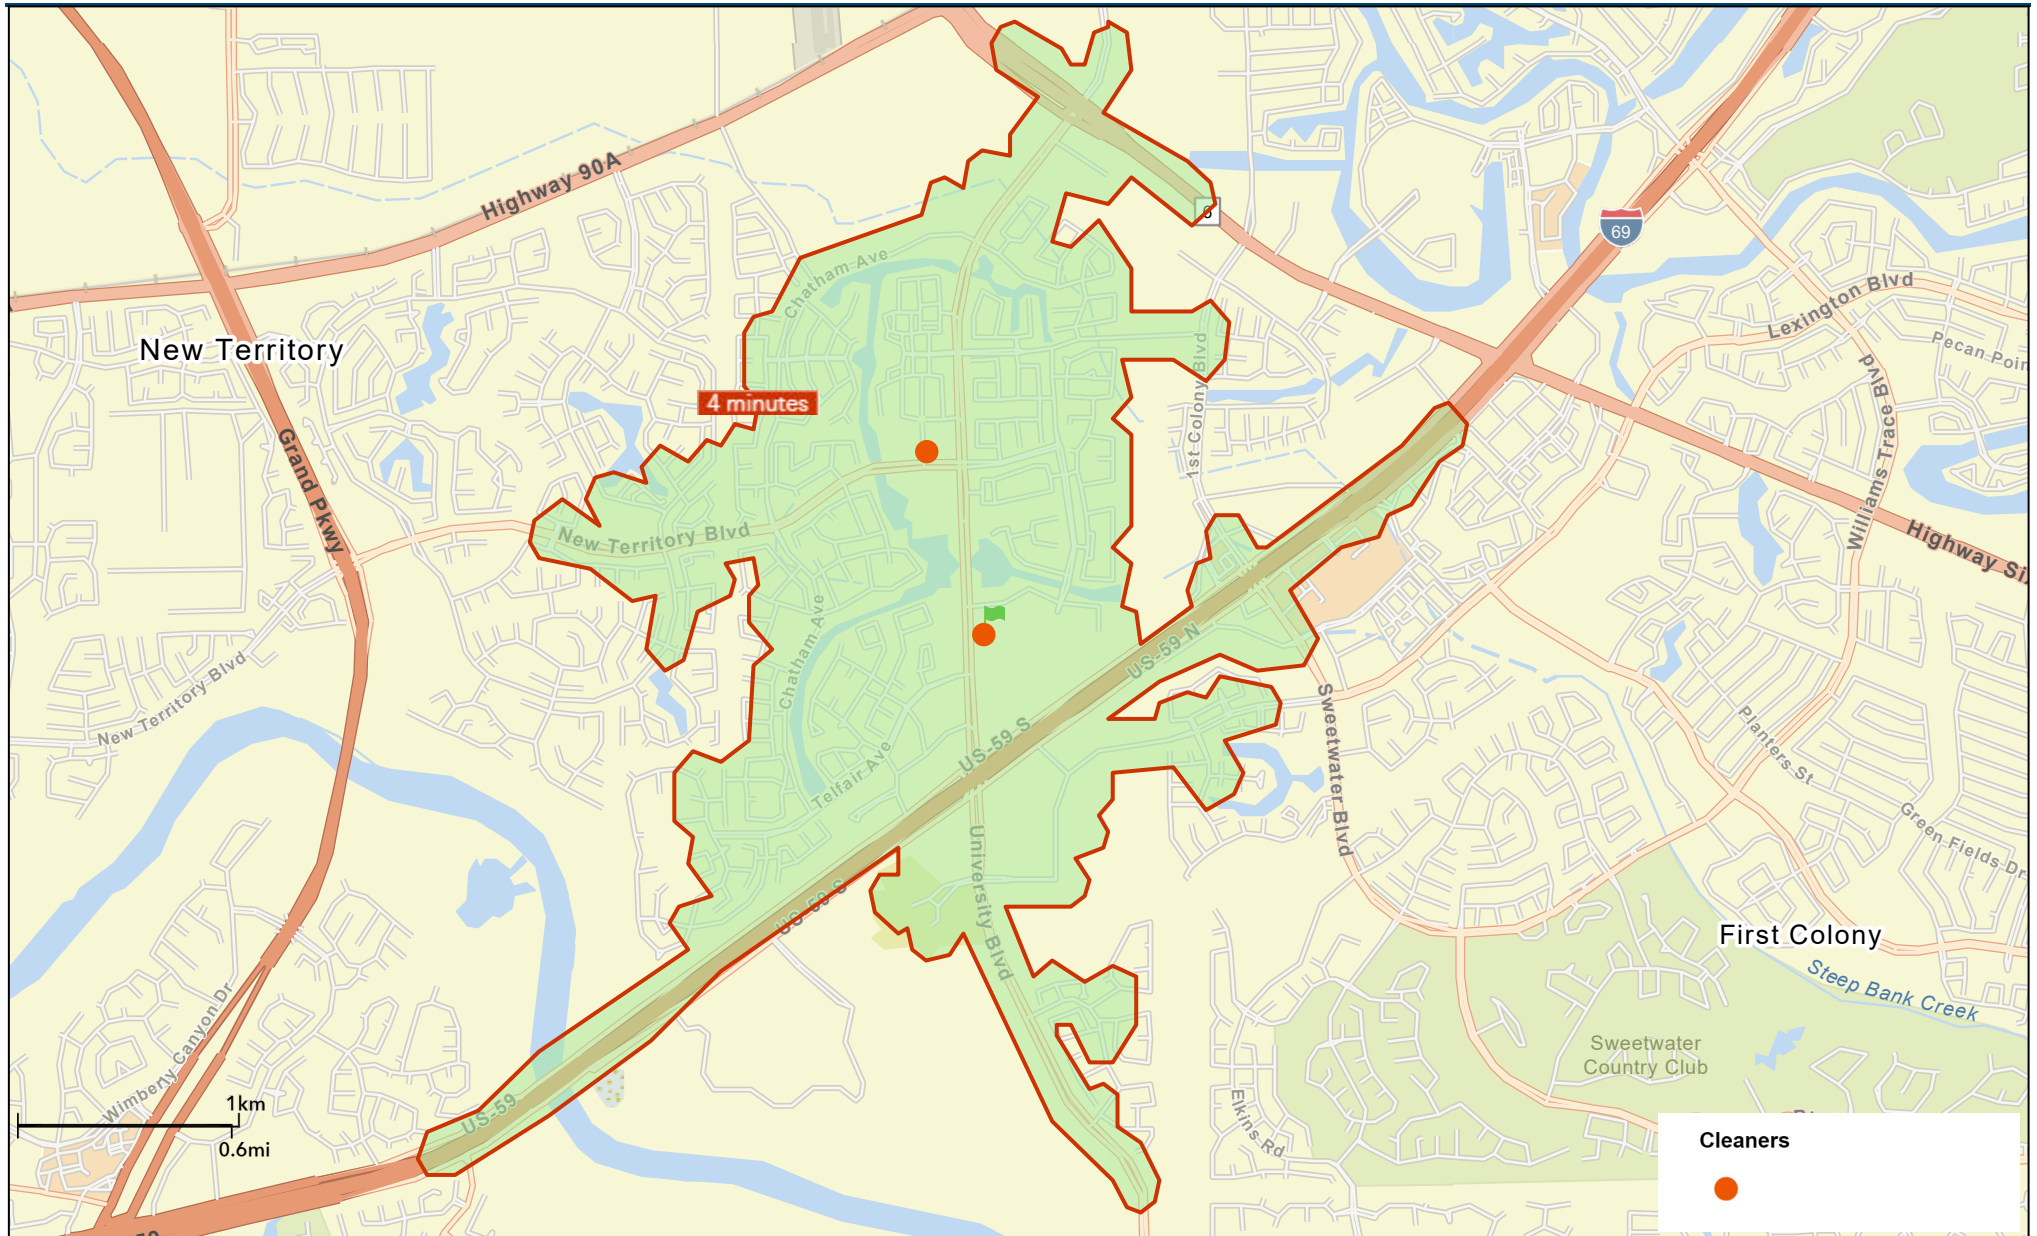 Highway 90A
6
69
Lexington Blvd
Pecan Poin
Chatham Ave
New Territory
1st Colony Blvd
Williams Trace Blvd
4 minutes
Grand Pkwy
New Territory Blvd
Highway Si
Chatham Ave
US-59 N
New Territory Blvd
Sweetwater Blvd
Planters St
US-59 S
Telfair Ave
Green Fields Dr
University Blvd
US-59 S
First Colony
Steep Bank Creek
Wimberly Canyon Dr
Sweetwater
Country Club
1km
US-59
Elkins Rd
0.6mi
Cleaners